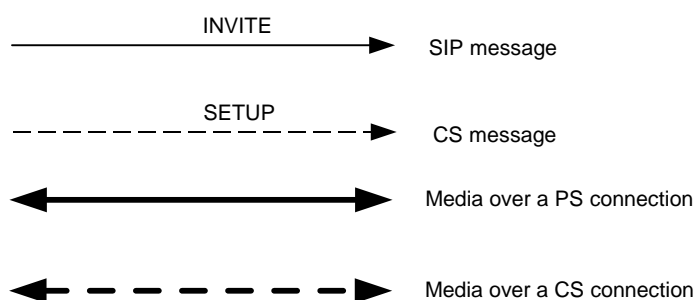 INVITE
SIP message
SETUP
CS message
Media over a PS connection
Media over a CS connection